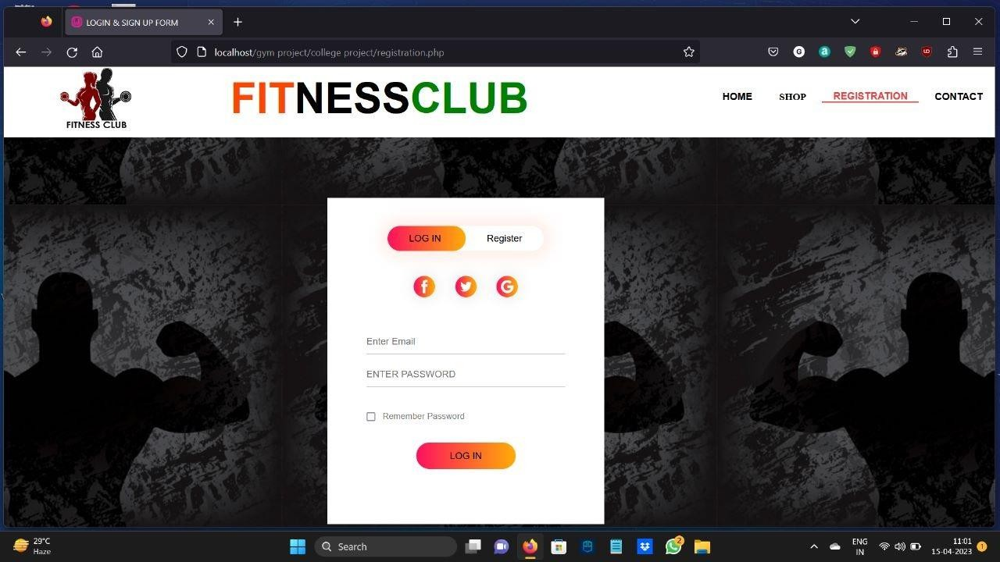 LOGIN & SIGN UP FORM
localhost/gym project/college project/registration.php
FITNESS CLUB
FITNESSCLUB
HOME
SHOP
REGISTRATION
CONTACT
LOG IN
Register
Enter Email
ENTER PASSWORD
Remember Password
LOG IN
29°C
Haze
Search
2
ENG
IN
11:01
15-04-2023
1